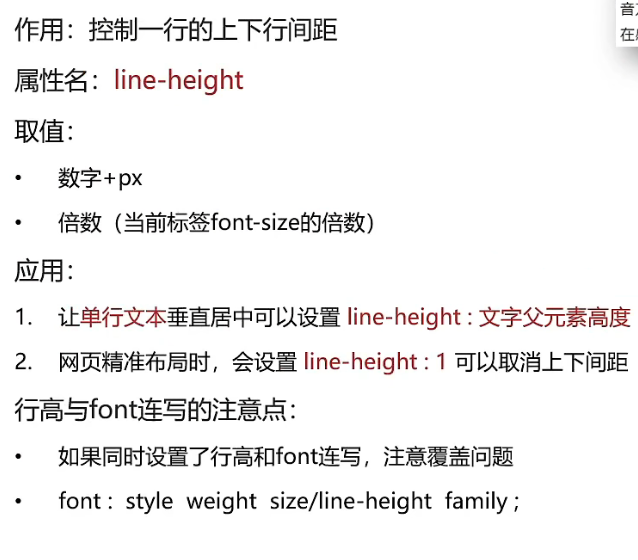 作用：控制一行的上下行间距
属性名：line-height
取值：
• 数字+px
• 倍数（当前标签font-size的倍数）
应用：
1. 让单行文本垂直居中可以设置 line-height : 文字父元素高度
2. 网页精准布局时，会设置 line-height : 1 可以取消上下间距
行高与font连写的注意点：
• 如果同时设置了行高和font连写，注意覆盖问题
• font : style weight size/line-height family ;